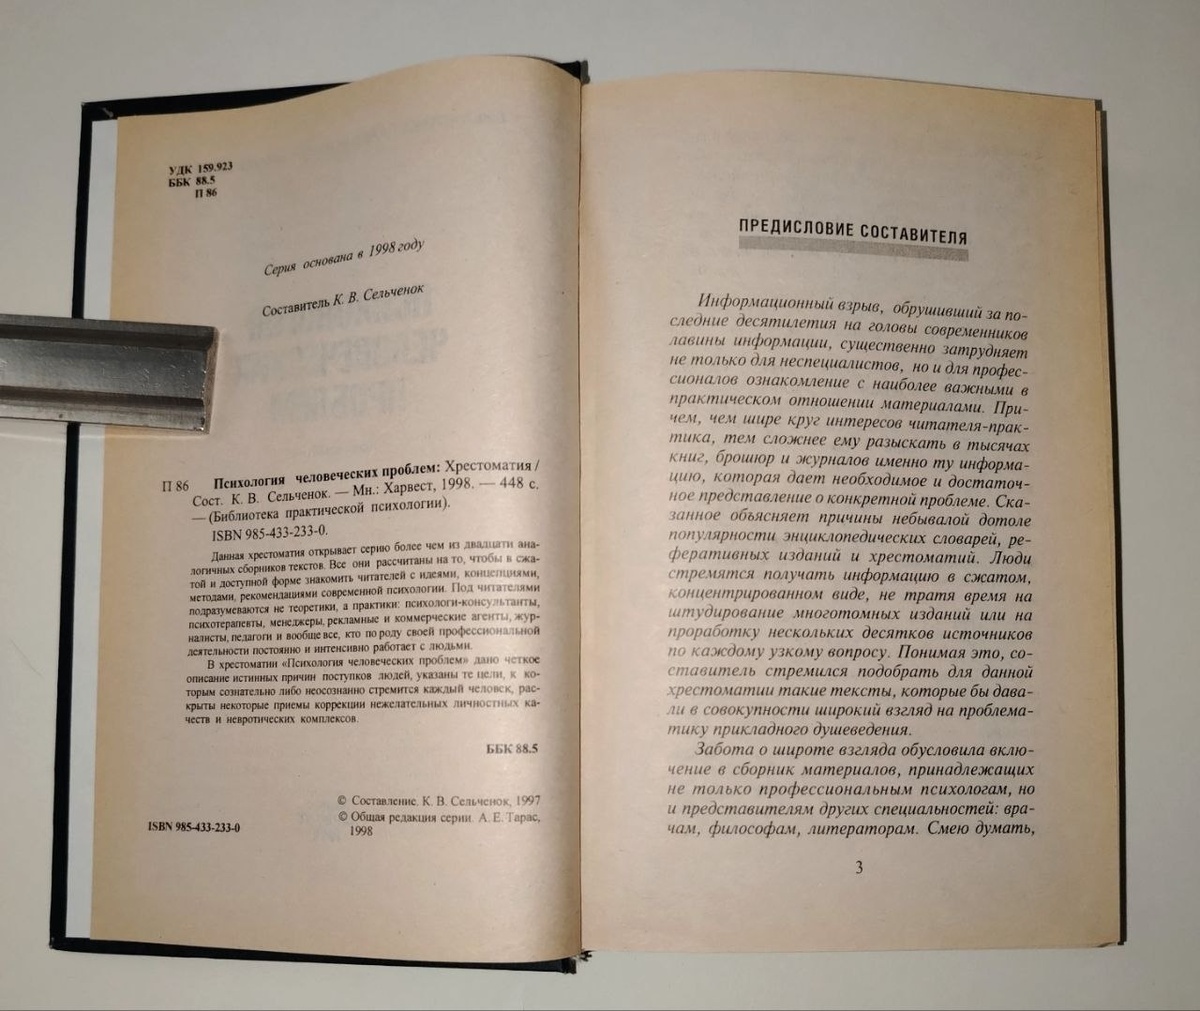 УДК 159.923
ББК 88.5
П 86
Серия основана в 1998 году
Составитель К. В. Сельченок
П 86 Психология человеческих проблем: Хрестоматия /
Сост. К. В. Сельченок. — Мн.: Харвест, 1998. — 448 с.
— (Библиотека практической психологии).
ISBN 985-433-233-0.
Данная хрестоматия открывает серию более чем из двадцати ана-
логичных сборников текстов. Все они рассчитаны на то, чтобы в сжа-
той и доступной форме знакомить читателей с идеями, концепциями,
методами, рекомендациями современной психологии. Под читателями
подразумеваются не теоретики, а практики: психологи-консультанты,
психотерапевты, менеджеры, рекламные и коммерческие агенты, жур-
налисты, педагоги и вообще все, кто по роду своей профессиональной
деятельности постоянно и интенсивно работает с людьми.
В хрестоматии «Психология человеческих проблем» дано четкое
описание истинных причин поступков людей, указаны те цели, к ко-
торым сознательно либо неосознанно стремится каждый человек, рас-
крыты некоторые приемы коррекции нежелательных личностных ка-
честв и невротических комплексов.
ББК 88.5
© Составление. К. В. Сельченок, 1997
© Общая редакция серии. А. Е. Тарас,
1998
ISBN 985-433-233-0
ПРЕДИСЛОВИЕ СОСТАВИТЕЛЯ
Информационный взрыв, обрушивший за по-
следние десятилетия на головы современников
лавины информации, существенно затрудняет
не только для неспециалистов, но и для профес-
сионалов ознакомление с наиболее важными в
практическом отношении материалами. При-
чем, чем шире круг интересов читателя-прак-
тика, тем сложнее ему разыскать в тысячах
книг, брошюр и журналов именно ту информа-
цию, которая дает необходимое и достаточ-
ное представление о конкретной проблеме. Ска-
занное объясняет причины небывалой дотоле
популярности энциклопедических словарей, ре-
феративных изданий и хрестоматий. Люди
стремятся получать информацию в сжатом,
концентрированном виде, не тратя время на
штудирование многотомных изданий или на
проработку нескольких десятков источников
по каждому узкому вопросу. Понимая это, со-
ставитель стремился подобрать для данной
хрестоматии такие тексты, которые бы дава-
ли в совокупности широкий взгляд на проблема-
тику прикладного душеведения.
Забота о широте взгляда обусловила вклю-
чение в сборник материалов, принадлежащих
не только профессиональным психологам, но
и представителям других специальностей: вра-
чам, философам, литераторам. Смею думать,
3